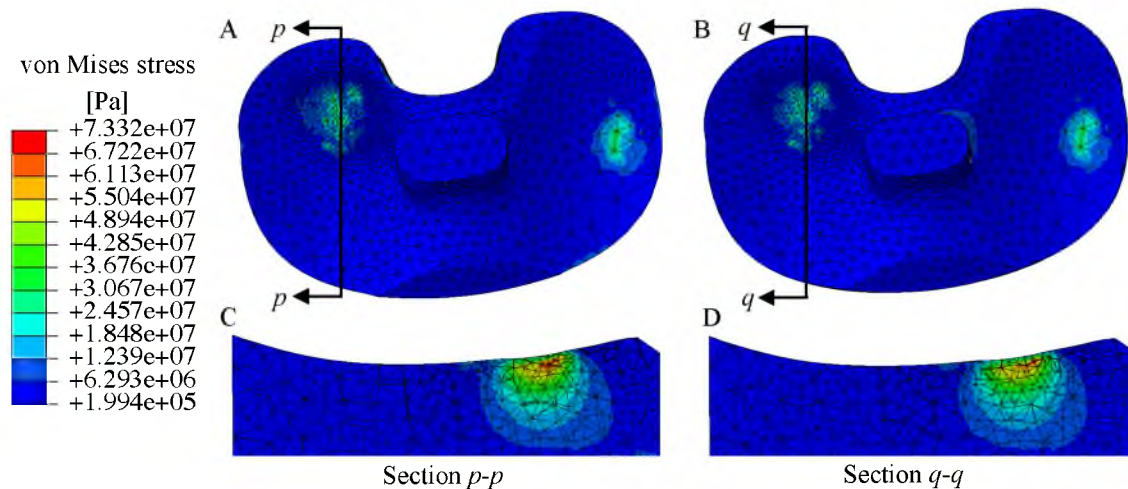 A
p
B
q
von Mises stress
[Pa]
+7.332e+07
+6.722e+07
+6.113e+07
+5.504e+07
+4.894e+07
+4.285e+07
+3.676c+07
+3.067e+07
+2.457e+07
+1.848e+07
+1.239e+07
+6.293e+06
+1.994e+05
p
q
C
D
Section p-p
Section q-q